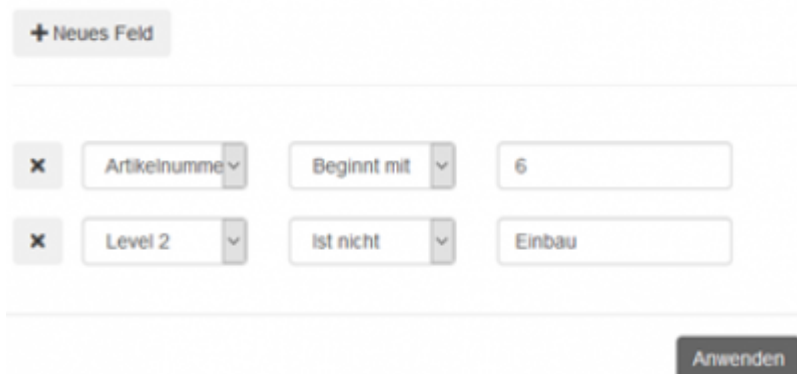 + Neues Feld
× Artikelnumme Beginnt mit 6
× Level 2 Ist nicht Einbau
Anwenden